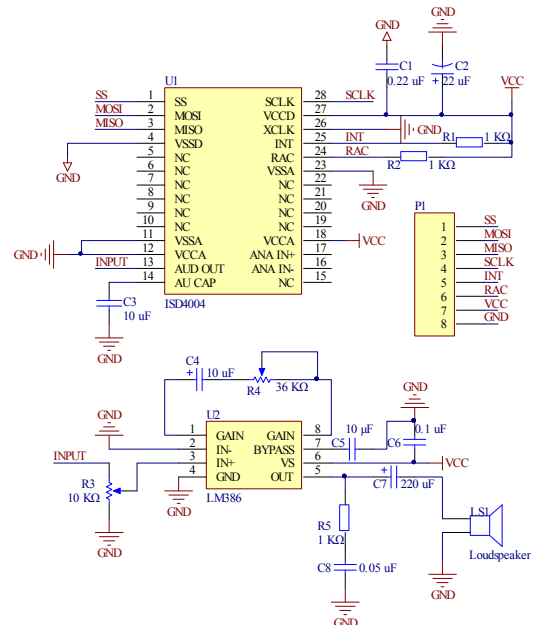 GND
GND
C1
0.22 uF
C2
+ 22 uF
VCC
U1
SS 1 SS SCLK 28 SCLK
MOSI 2 MOSI VCCD 27
MISO 3 MISO XCLK 26 GND
4 VSSD INT 25 INT R1 1 KΩ
5 NC RAC 24 RAC R2 1 KΩ
6 NC VSSA 23
7 NC NC 22
8 NC NC 21
9 NC NC 20
10 NC NC 19
11 VSSA VCCA 18 VCC
12 VCCA ANA IN+ 17
INPUT 13 AUD OUT ANA IN- 16
14 AU CAP NC 15
ISD4004
GND
GND
GND
C3
10 uF
GND
P1
1 SS
2 MOSI
3 MISO
4 SCLK
5 INT
6 RAC
7 VCC
8 GND
C4
+ 10 uF
R4
36 KΩ
U2
1 GAIN GAIN 8
2 IN- BYPASS 7
3 IN+ VS 6
4 GND OUT 5
LM386
GND
INPUT
R3
10 KΩ
GND
GND
GND
10 µF
C5
0.1 uF
C6
VCC
+
C7 220 uF
R5
1 KΩ
C8 0.05 uF
GND
LS1
Loudspeaker
GND